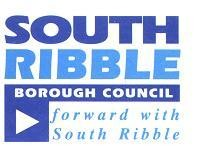 SOUTH
RIBBLE
BOROUGH COUNCIL
forward with
South Ribble